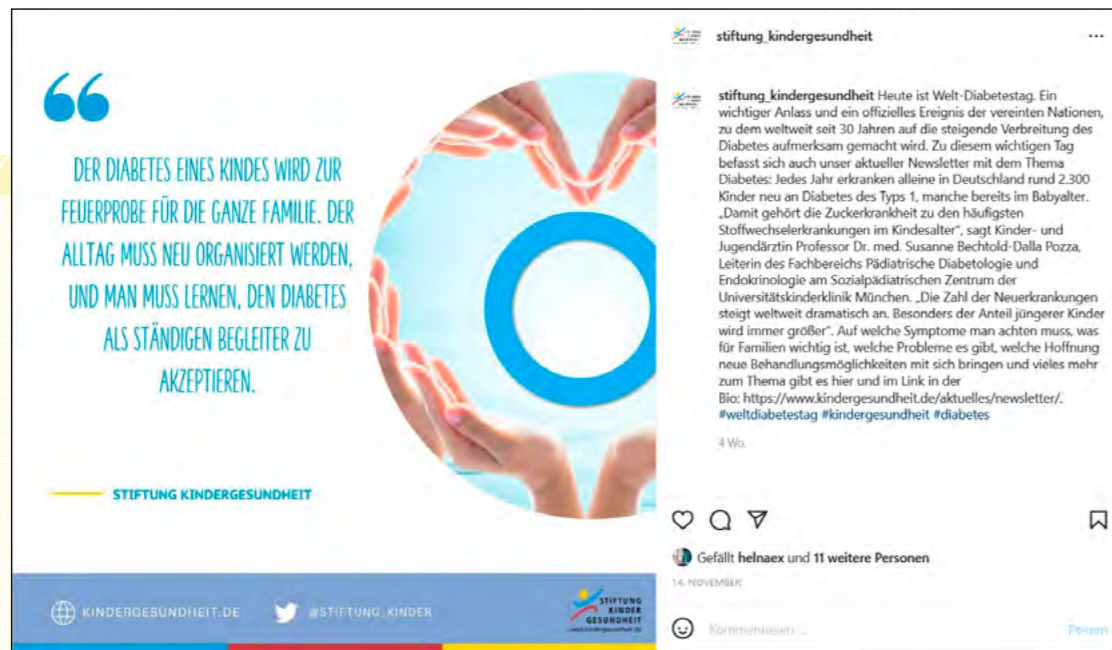 DER DIABETES EINES KINDES WIRD ZUR
FEUERPROBE FÜR DIE GANZE FAMILIE. DER
ALLTAG MUSS NEU ORGANISIERT WERDEN,
UND MAN MUSS LERNEN, DEN DIABETES
ALS STÄNDIGEN BEGLEITER ZU
AKZEPTIEREN.
STIFTUNG KINDERGESUNDHEIT
KINDERGESUNDHEIT.DE
@STIFTUNG_KINDER
STIFTUNG
KINDER
GESUNDHEIT
www.kindergesundheit.de
stiftung_kindergesundheit
stiftung_kindergesundheit Heute ist Welt-Diabetestag. Ein
wichtiger Anlass und ein offizielles Ereignis der vereinten Nationen,
zu dem weltweit seit 30 Jahren auf die steigende Verbreitung des
Diabetes aufmerksam gemacht wird. Zu diesem wichtigen Tag
befasst sich auch unser aktueller Newsletter mit dem Thema
Diabetes: Jedes Jahr erkranken alleine in Deutschland rund 2.300
Kinder neu an Diabetes des Typs 1, manche bereits im Babyalter.
„Damit gehört die Zuckerkrankheit zu den häufigsten
Stoffwechselerkrankungen im Kindesalter", sagt Kinder- und
Jugendärztin Professor Dr. med. Susanne Bechtold-Dalla Pozza,
Leiterin des Fachbereichs Pädiatrische Diabetologie und
Endokrinologie am Sozialpädiatrischen Zentrum der
Universitätskinderklinik München. „Die Zahl der Neuerkrankungen
steigt weltweit dramatisch an. Besonders der Anteil jüngerer Kinder
wird immer größer". Auf welche Symptome man achten muss, was
für Familien wichtig ist, welche Probleme es gibt, welche Hoffnung
neue Behandlungsmöglichkeiten mit sich bringen und vieles mehr
zum Thema gibt es hier und im Link in der
Bio: https://www.kindergesundheit.de/aktuelles/newsletter/.
#weltdiabetestag #kindergesundheit #diabetes
4 Wo.
Gefällt helnaex und 11 weitere Personen
14. NOVEMBER
Kommentieren ...
Posten